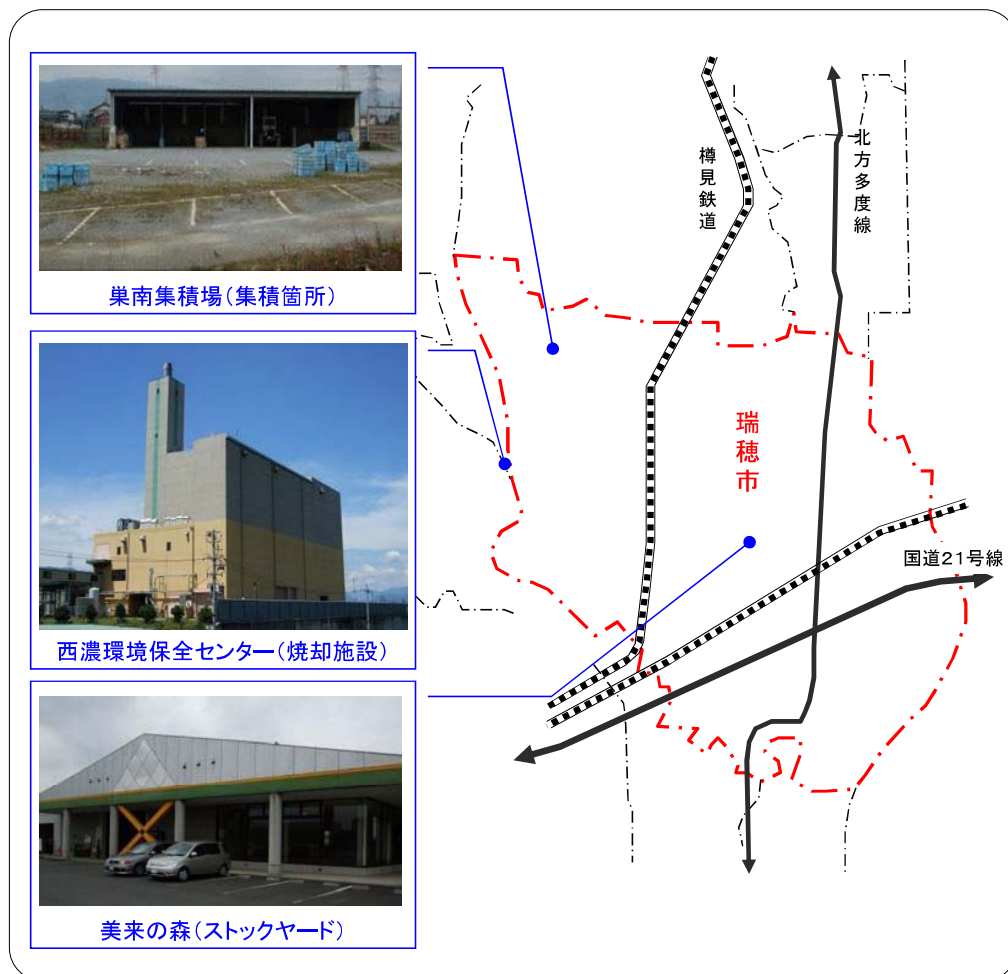 巣南集積場（集積箇所）
西濃環境保全センター（焼却施設）
美来の森（ストックヤード）
樽見鉄道
北方多度線
瑞穂市
国道２１号線